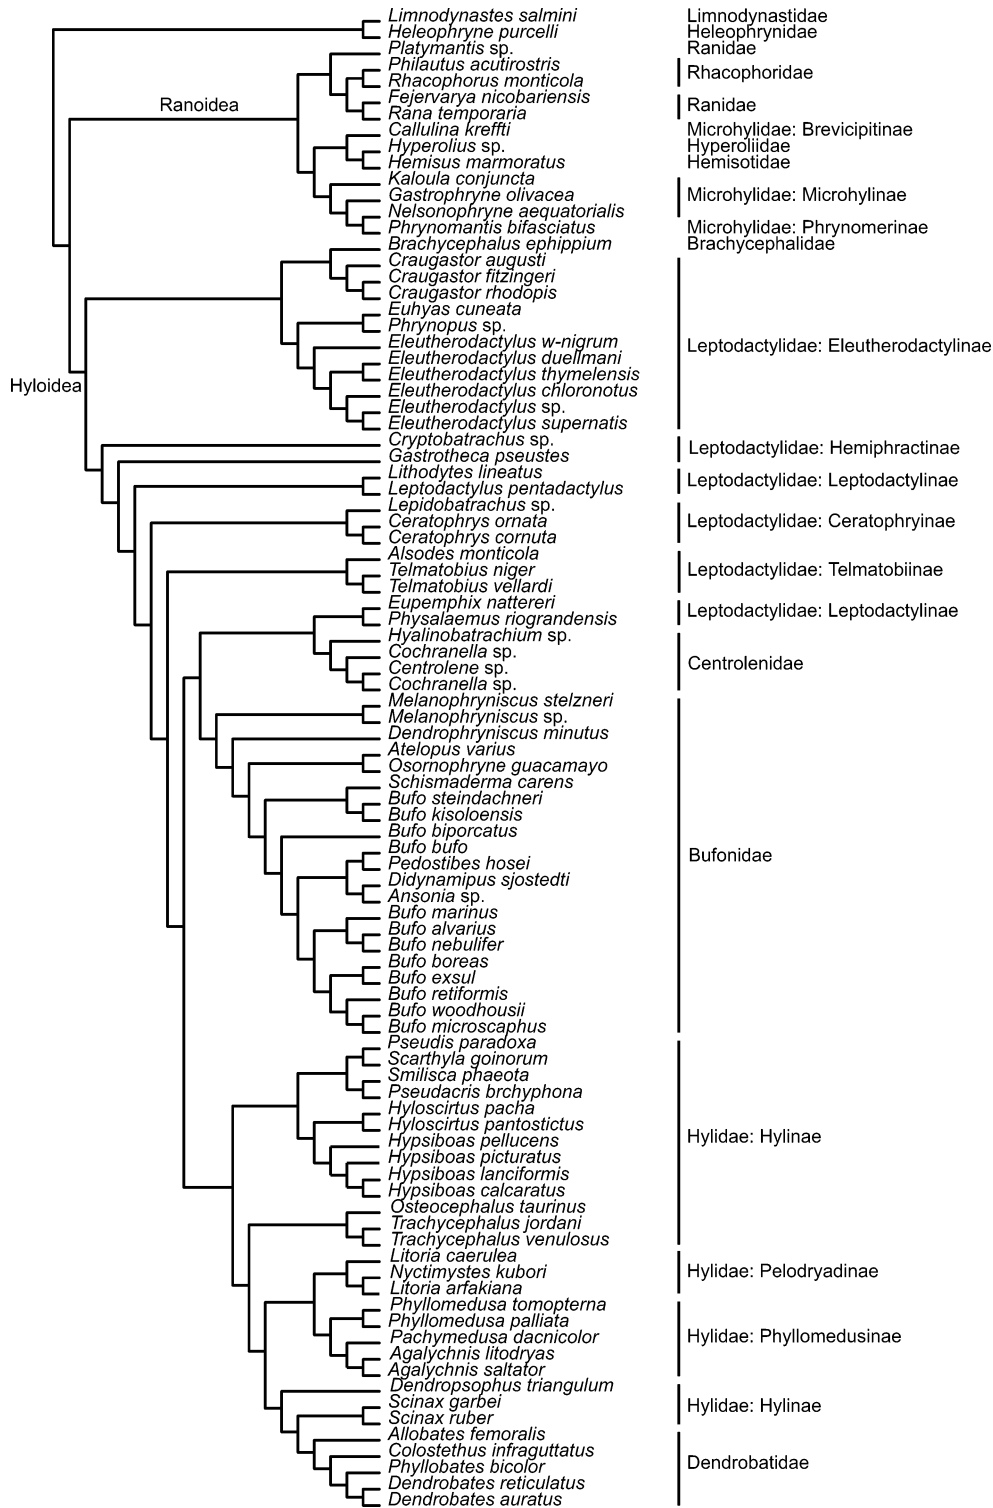 Limnodynastes salmini Limnodynastidae
Heleophryne purcelli Heleophrynidae
Platymantis sp. Ranidae
Philautus acutirostris
Rhacophoridae
Rhacophorus monticola
Fejervarya nicobariensis
Ranoidea Ranidae
Rana temporaria
Callulina kreffti Microhylidae: Brevicipitinae
Hyperolius sp. Hyperoliidae
Hemisus marmoratus Hemisotidae
Kaloula conjuncta
Gastrophryne olivacea Microhylidae: Microhylinae
Nelsonophryne aequatorialis
Phrynomantis bifasciatus Microhylidae: Phrynomerinae
Brachycephalus ephippium Brachycephalidae
Craugastor augusti
Craugastor fitzingeri
Craugastor rhodopis
Euhyas cuneata
Phrynopus sp.
Eleutherodactylus w-nigrum Leptodactylidae: Eleutherodactylinae
Eleutherodactylus duellmani
Eleutherodactylus thymelensis
Hyloidea
Eleutherodactylus chloronotus
Eleutherodactylus sp.
Eleutherodactylus supernatis
Cryptobatrachus sp.
Leptodactylidae: Hemiphractinae
Gastrotheca pseustes
Lithodytes lineatus
Leptodactylidae: Leptodactylinae
Leptodactylus pentadactylus
Lepidobatrachus sp.
Ceratophrys ornata Leptodactylidae: Ceratophryinae
Ceratophrys cornuta
Alsodes monticola
Telmatobius niger Leptodactylidae: Telmatobiinae
Telmatobius vellardi
Eupemphix nattereri
Leptodactylidae: Leptodactylinae
Physalaemus riograndensis
Hyalinobatrachium sp.
Cochranella sp.
Centrolenidae
Centrolene sp.
Cochranella sp.
Melanophryniscus stelzneri
Melanophryniscus sp.
Dendrophryniscus minutus
Atelopus varius
Osornophryne guacamayo
Schismaderma carens
Bufo steindachneri
Bufo kisoloensis
Bufo biporcatus
Bufo bufo
Bufonidae
Pedostibes hosei
Didynamipus sjostedti
Ansonia sp.
Bufo marinus
Bufo alvarius
Bufo nebulifer
Bufo boreas
Bufo exsul
Bufo retiformis
Bufo woodhousii
Bufo microscaphus
Pseudis paradoxa
Scarthyla goinorum
Smilisca phaeota
Pseudacris brchyphona
Hyloscirtus pacha
Hyloscirtus pantostictus
Hylidae: Hylinae
Hypsiboas pellucens
Hypsiboas picturatus
Hypsiboas lanciformis
Hypsiboas calcaratus
Osteocephalus taurinus
Trachycephalus jordani
Trachycephalus venulosus
Litoria caerulea
Nyctimystes kubori Hylidae: Pelodryadinae
Litoria arfakiana
Phyllomedusa tomopterna
Phyllomedusa palliata
Pachymedusa dacnicolor Hylidae: Phyllomedusinae
Agalychnis litodryas
Agalychnis saltator
Dendropsophus triangulum
Scinax garbei Hylidae: Hylinae
Scinax ruber
Allobates femoralis
Colostethus infraguttatus
Phyllobates bicolor Dendrobatidae
Dendrobates reticulatus
Dendrobates auratus